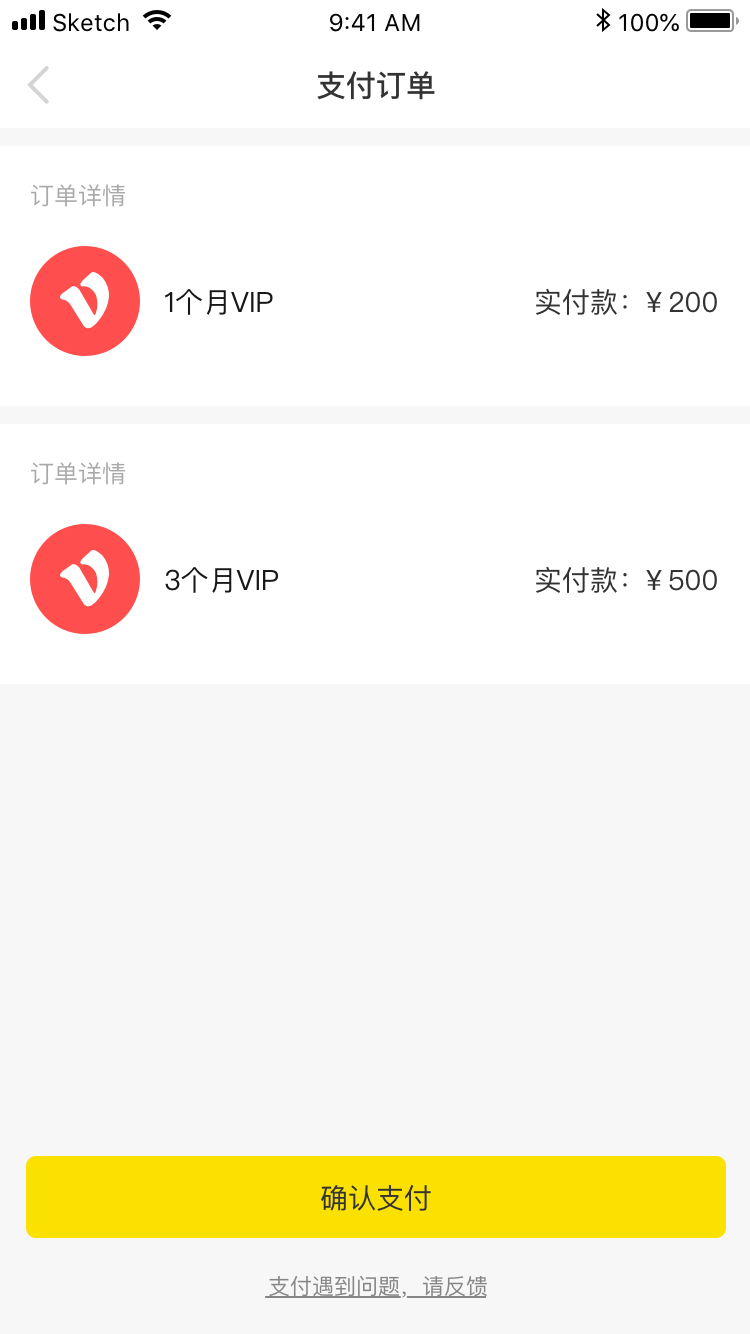 Sketch 9:41 AM 100%
支付订单
订单详情
1个月VIP 实付款：￥200
订单详情
3个月VIP 实付款：￥500
确认支付
支付遇到问题，请反馈